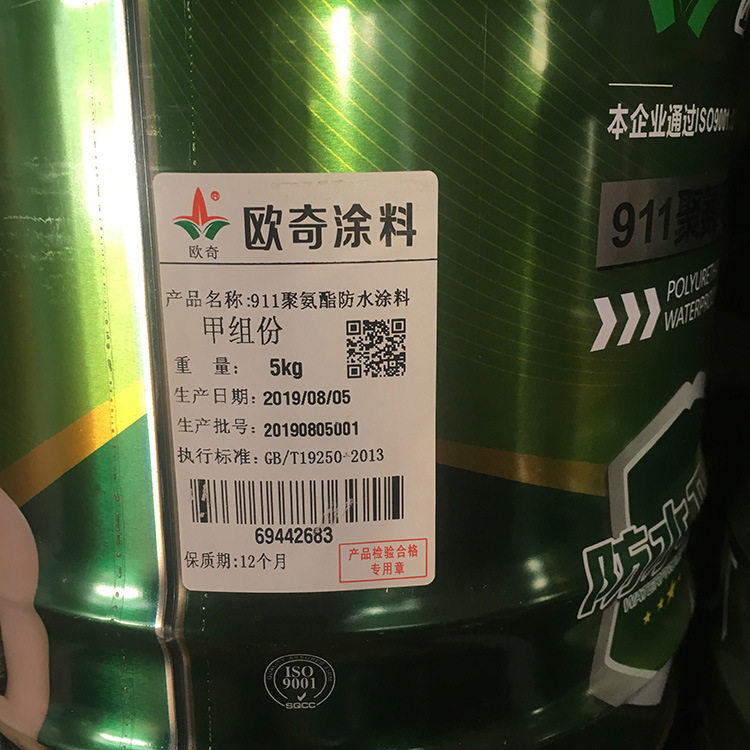 本企业通过ISO9001
911聚氨
POLYURETH
WATERPRO
欧奇
®
欧奇涂料
产品名称:911聚氨酯防水涂料
甲组份
重 量: 5kg
生产日期: 2019/08/05
生产批号: 20190805001
执行标准: GB/T19250-2013
69442683
保质期:12个月
产品检验合格
专用章
防水
ISO
9001
SQCC